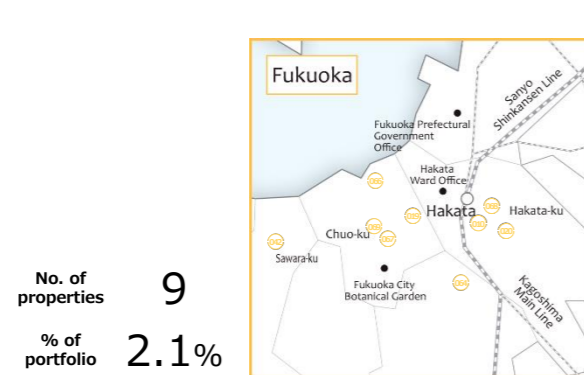 Fukuoka
Sanyo
Shinkansen Line
Fukuoka Prefectural
Government
Office
Hakata
Ward Office
Hakata
Hakata-ku
Chuo-ku
Sawara-ku
Fukuoka City
Botanical Garden
Kagoshima
Main Line
No. of
properties
9
% of
portfolio
2.1%